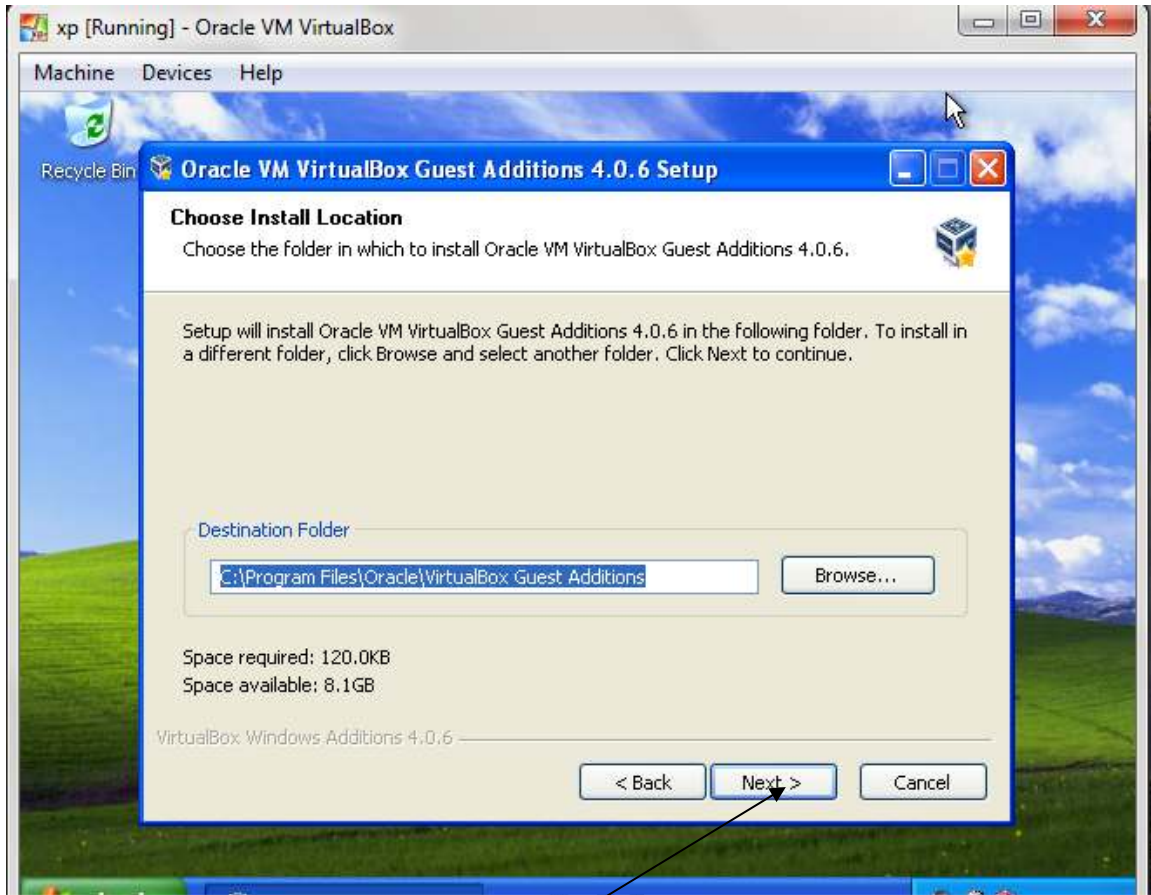 xp [Running] - Oracle VM VirtualBox
Machine Devices Help
Recycle Bin
Oracle VM VirtualBox Guest Additions 4.0.6 Setup
Choose Install Location
Choose the folder in which to install Oracle VM VirtualBox Guest Additions 4.0.6.
Setup will install Oracle VM VirtualBox Guest Additions 4.0.6 in the following folder. To install in
a different folder, click Browse and select another folder. Click Next to continue.
Destination Folder
C:\Program Files\Oracle\VirtualBox Guest Additions
Browse...
Space required: 120.0KB
Space available: 8.1GB
VirtualBox Windows Additions 4.0.6
< Back Next > Cancel